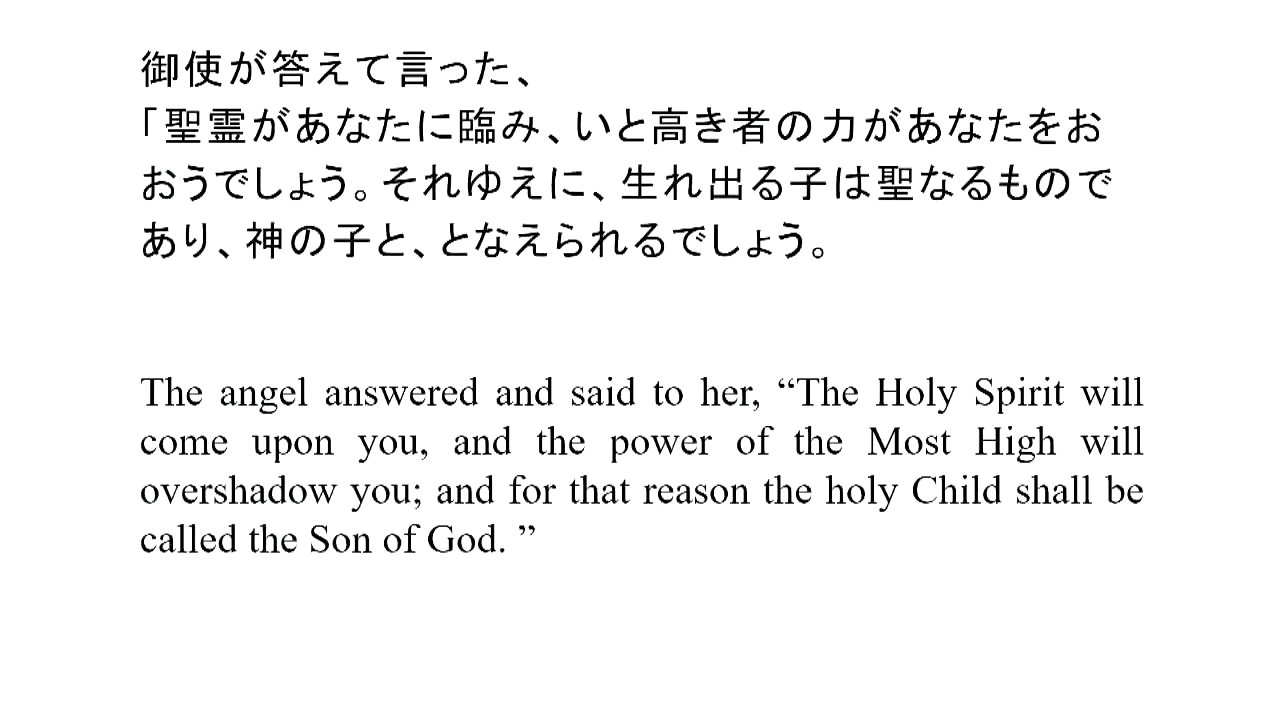 御使が答えて言った、
「聖霊があなたに臨み、いと高き者の力があなたをお
おうでしょう。それゆえに、生れ出る子は聖なるもので
あり、神の子と、となえられるでしょう。
The angel answered and said to her, “The Holy Spirit will
come upon you, and the power of the Most High will
overshadow you; and for that reason the holy Child shall be
called the Son of God. ”